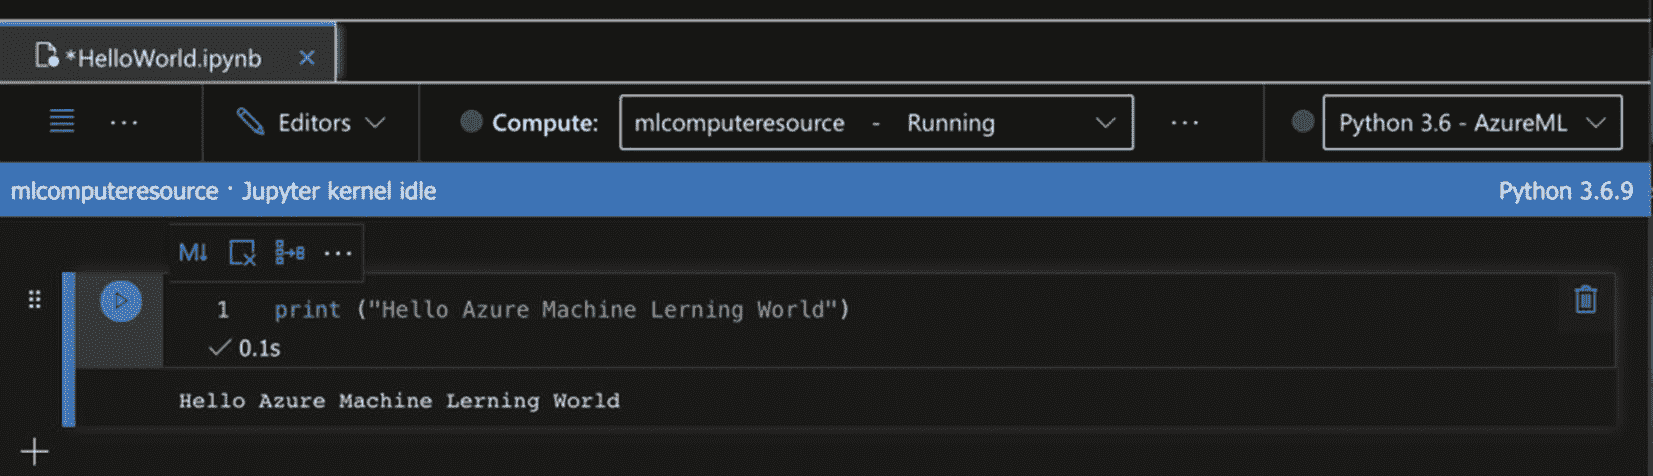 *HelloWorld.ipynb
Editors Compute: mlcomputeresource - Running Python 3.6 - AzureML
mlcomputeresource · Jupyter kernel idle Python 3.6.9
M↓
1 print ("Hello Azure Machine Lerning World")
0.1s
Hello Azure Machine Lerning World